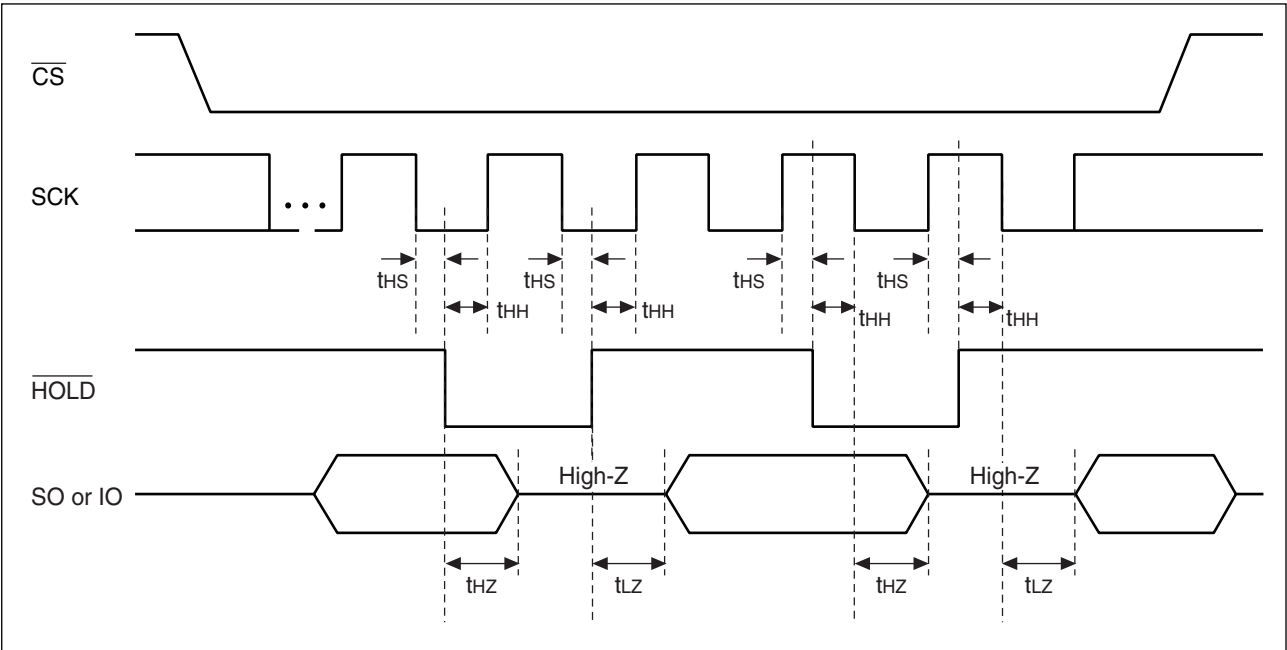 CS
SCK
...
tHS tHS tHS tHS
tHH tHH tHH tHH
HOLD
SO or IO High-Z High-Z
tHZ tLZ tHZ tLZ